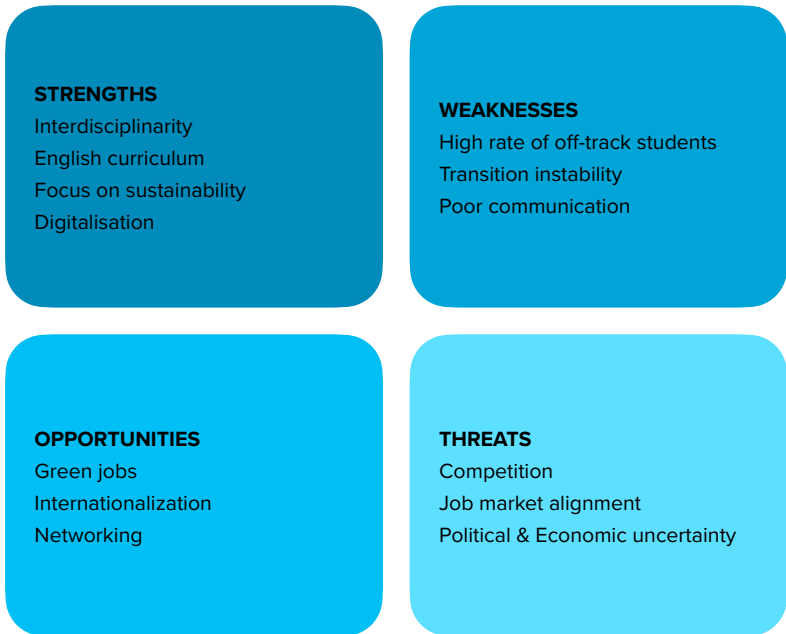 STRENGTHS
Interdisciplinarity
English curriculum
Focus on sustainability
Digitalisation
WEAKNESSES
High rate of off-track students
Transition instability
Poor communication
OPPORTUNITIES
Green jobs
Internationalization
Networking
THREATS
Competition
Job market alignment
Political & Economic uncertainty